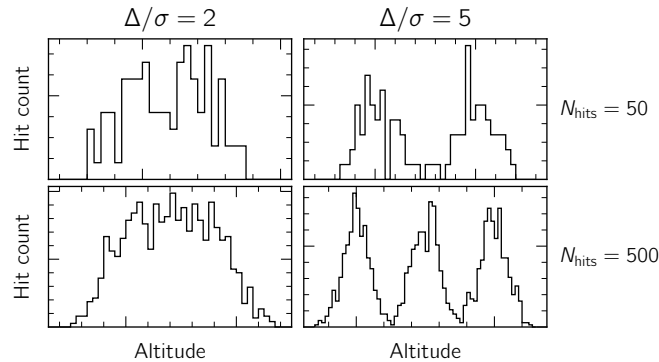 Δ/σ = 2
Δ/σ = 5
Hit count
N_hits = 50
Hit count
N_hits = 500
Altitude
Altitude